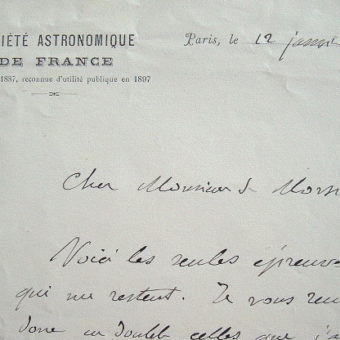 IÉTÉ ASTRONOMIQUE
DE FRANCE
1887, reconnue d'utilité publique en 1897
Paris, le 12
Cher Monsieur
Voici les seules épreuves
qui me restent. Je vous
donc en double celles que j'a